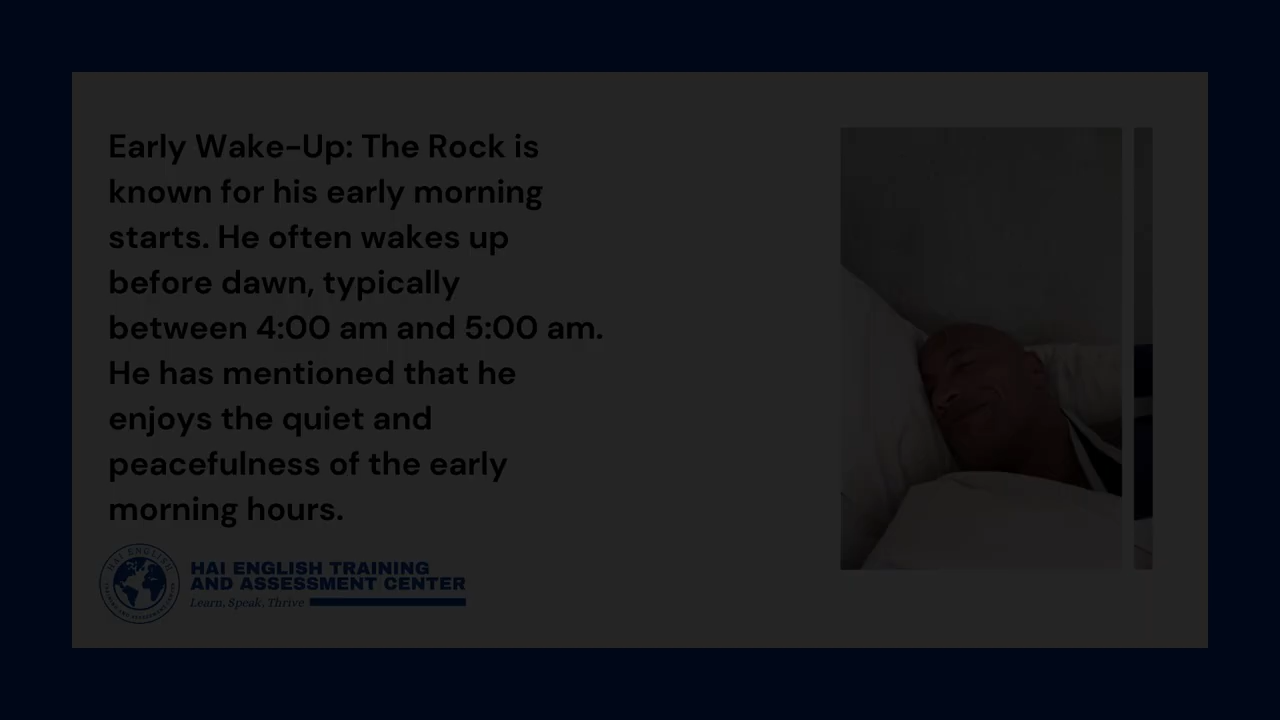 Early Wake-Up: The Rock is
known for his early morning
starts. He often wakes up
before dawn, typically
between 4:00 am and 5:00 am.
He has mentioned that he
enjoys the quiet and
peacefulness of the early
morning hours.
HAI ENGLISH
HAI ENGLISH TRAINING
AND ASSESSMENT CENTER
Learn, Speak, Thrive